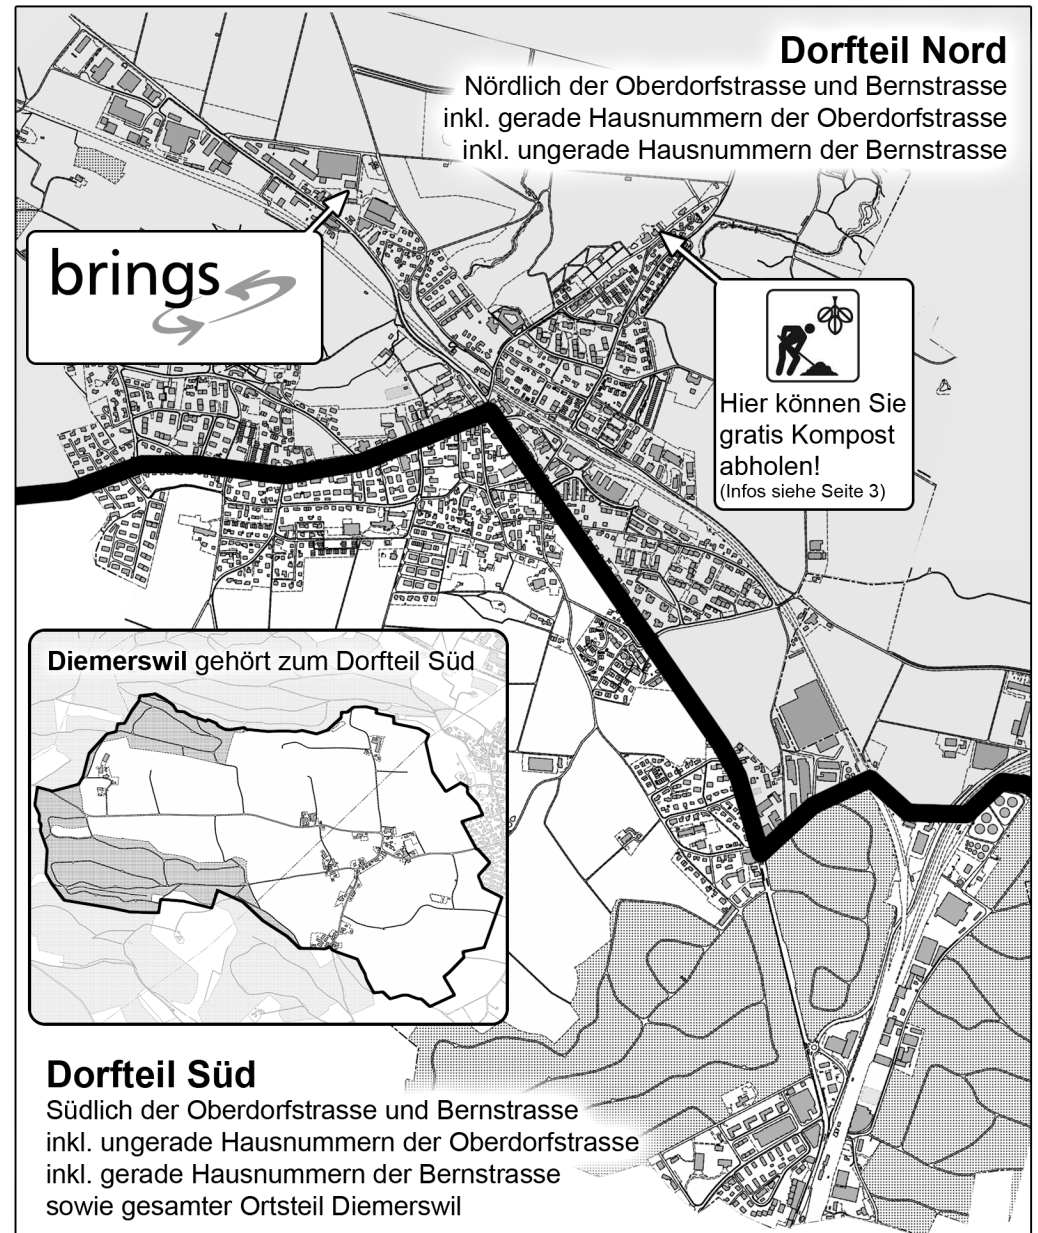 Dorfteil Nord
Nördlich der Oberdorfstrasse und Bernstrasse
inkl. gerade Hausnummern der Oberdorfstrasse
inkl. ungerade Hausnummern der Bernstrasse
brings
Hier können Sie
gratis Kompost
abholen!
(Infos siehe Seite 3)
Diemerswil gehört zum Dorfteil Süd
Dorfteil Süd
Südlich der Oberdorfstrasse und Bernstrasse
inkl. ungerade Hausnummern der Oberdorfstrasse
inkl. gerade Hausnummern der Bernstrasse
sowie gesamter Ortsteil Diemerswil